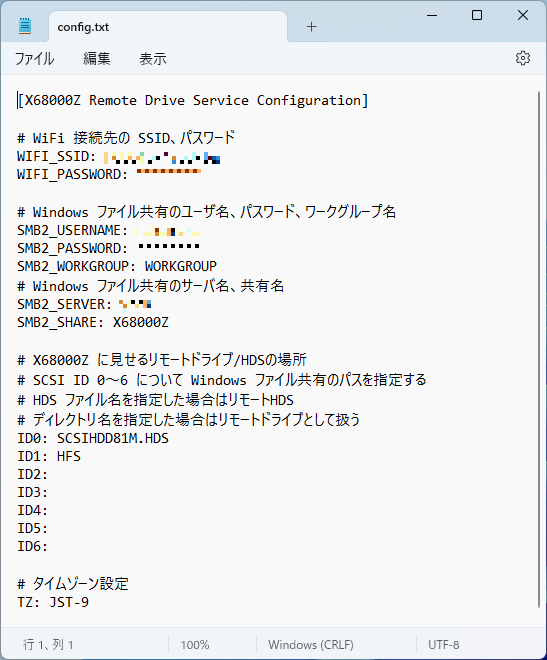 config.txt
ファイル 編集 表示
[X68000Z Remote Drive Service Configuration]
# WiFi 接続先の SSID、パスワード
WIFI_SSID:
WIFI_PASSWORD:
# Windows ファイル共有のユーザ名、パスワード、ワークグループ名
SMB2_USERNAME:
SMB2_PASSWORD:
SMB2_WORKGROUP: WORKGROUP
# Windows ファイル共有のサーバ名、共有名
SMB2_SERVER:
SMB2_SHARE: X68000Z
# X68000Z に見せるリモートドライブ/HDSの場所
# SCSI ID 0～6 について Windows ファイル共有のパスを指定する
# HDS ファイル名を指定した場合はリモートHDS
# ディレクトリ名を指定した場合はリモートドライブとして扱う
ID0: SCSIHDD81M.HDS
ID1: HFS
ID2:
ID3:
ID4:
ID5:
ID6:
# タイムゾーン設定
TZ: JST-9
行 1、列 1 100% Windows (CRLF) UTF-8